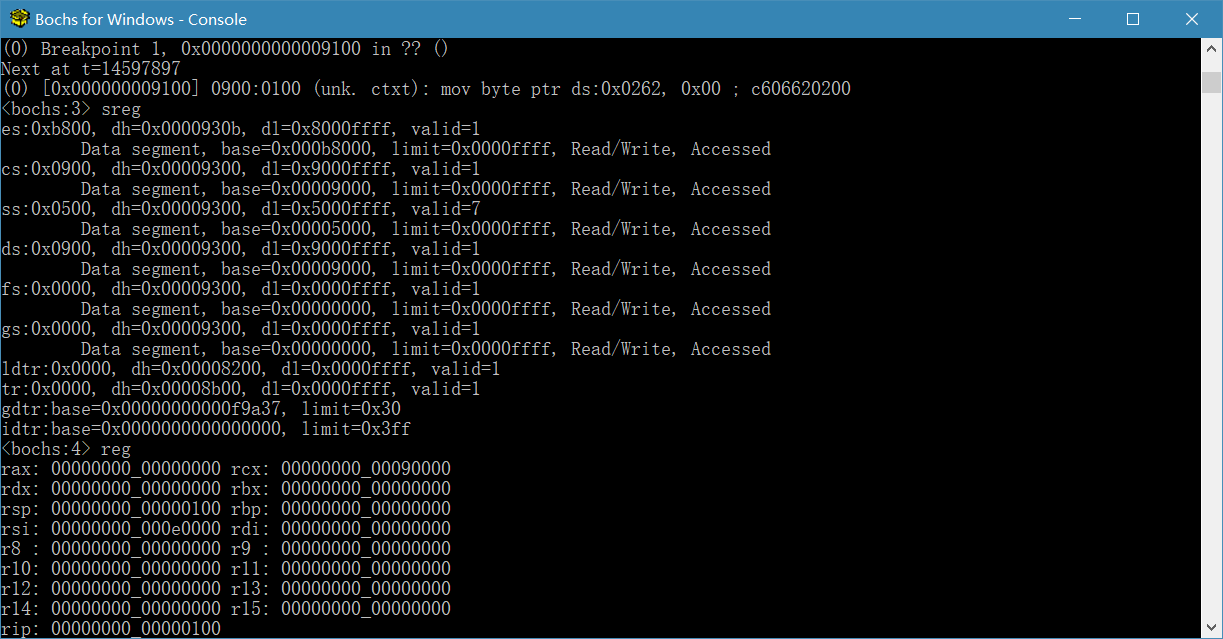 Bochs for Windows - Console
(0) Breakpoint 1, 0x0000000000009100 in ?? ()
Next at t=14597897
(0) [0x000000009100] 0900:0100 (unk. ctxt): mov byte ptr ds:0x0262, 0x00 ; c606620200
<bochs:3> sreg
es:0xb800, dh=0x0000930b, dl=0x8000ffff, valid=1
Data segment, base=0x000b8000, limit=0x0000ffff, Read/Write, Accessed
cs:0x0900, dh=0x00009300, dl=0x9000ffff, valid=1
Data segment, base=0x00009000, limit=0x0000ffff, Read/Write, Accessed
ss:0x0500, dh=0x00009300, dl=0x5000ffff, valid=7
Data segment, base=0x00005000, limit=0x0000ffff, Read/Write, Accessed
ds:0x0900, dh=0x00009300, dl=0x9000ffff, valid=1
Data segment, base=0x00009000, limit=0x0000ffff, Read/Write, Accessed
fs:0x0000, dh=0x00009300, dl=0x0000ffff, valid=1
Data segment, base=0x00000000, limit=0x0000ffff, Read/Write, Accessed
gs:0x0000, dh=0x00009300, dl=0x0000ffff, valid=1
Data segment, base=0x00000000, limit=0x0000ffff, Read/Write, Accessed
ldtr:0x0000, dh=0x00008200, dl=0x0000ffff, valid=1
tr:0x0000, dh=0x00008b00, dl=0x0000ffff, valid=1
gdtr:base=0x00000000000f9a37, limit=0x30
idtr:base=0x0000000000000000, limit=0x3ff
<bochs:4> reg
rax: 00000000_00000000 rcx: 00000000_00090000
rdx: 00000000_00000000 rbx: 00000000_00000000
rsp: 00000000_00000100 rbp: 00000000_00000000
rsi: 00000000_000e0000 rdi: 00000000_00000000
r8 : 00000000_00000000 r9 : 00000000_00000000
r10: 00000000_00000000 r11: 00000000_00000000
r12: 00000000_00000000 r13: 00000000_00000000
r14: 00000000_00000000 r15: 00000000_00000000
rip: 00000000_00000100